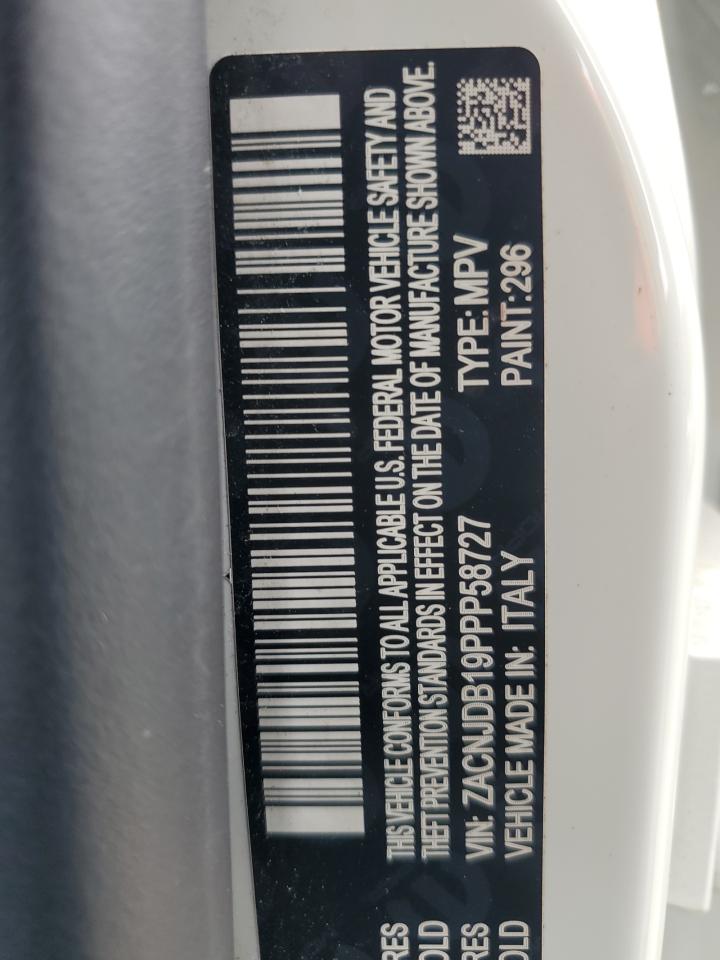 THIS VEHICLE CONFORMS TO ALL APPLICABLE U.S. FEDERAL MOTOR VEHICLE SAFETY AND
THEFT PREVENTION STANDARDS IN EFFECT ON THE DATE OF MANUFACTURE SHOWN ABOVE.
VIN: ZACNJDB19PPP58727 TYPE: MPV
VEHICLE MADE IN: ITALY PAINT:296
RES
OLD
RES
OLD